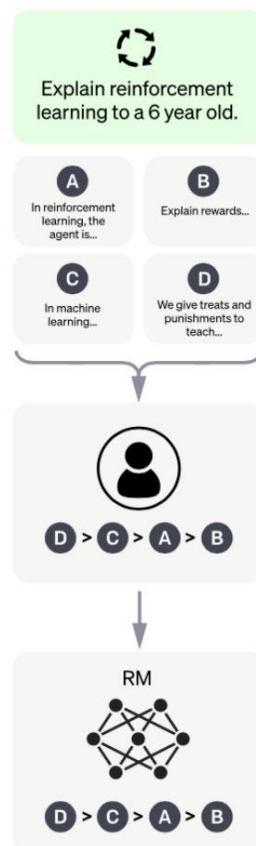 Explain reinforcement
learning to a 6 year old.
A
In reinforcement
learning, the
agent is...
B
Explain rewards...
C
In machine
learning...
D
We give treats and
punishments to
teach...
D > C > A > B
RM
D > C > A > B